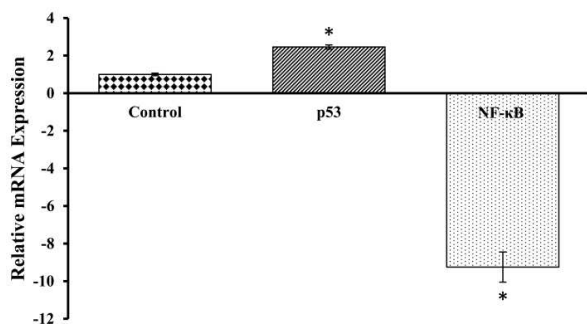 Relative mRNA Expression
4
2
0
-2
-4
-6
-8
-10
-12
Control
p53
NF-κB
*
*